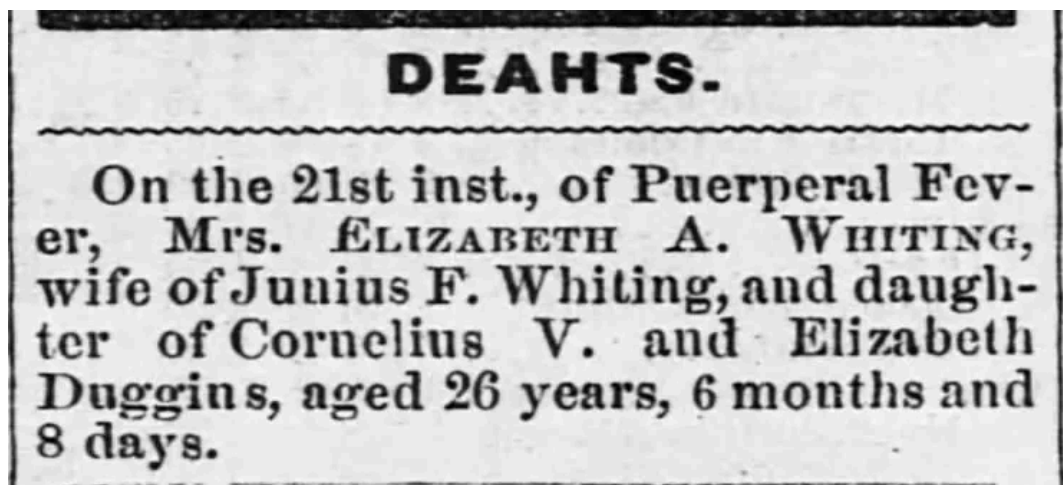 DEAHTS.
On the 21st inst., of Puerperal Fev-
er, Mrs. ELIZABETH A. WHITING,
wife of Junius F. Whiting, and daugh-
ter of Cornelius V. and Elizabeth
Duggins, aged 26 years, 6 months and
8 days.